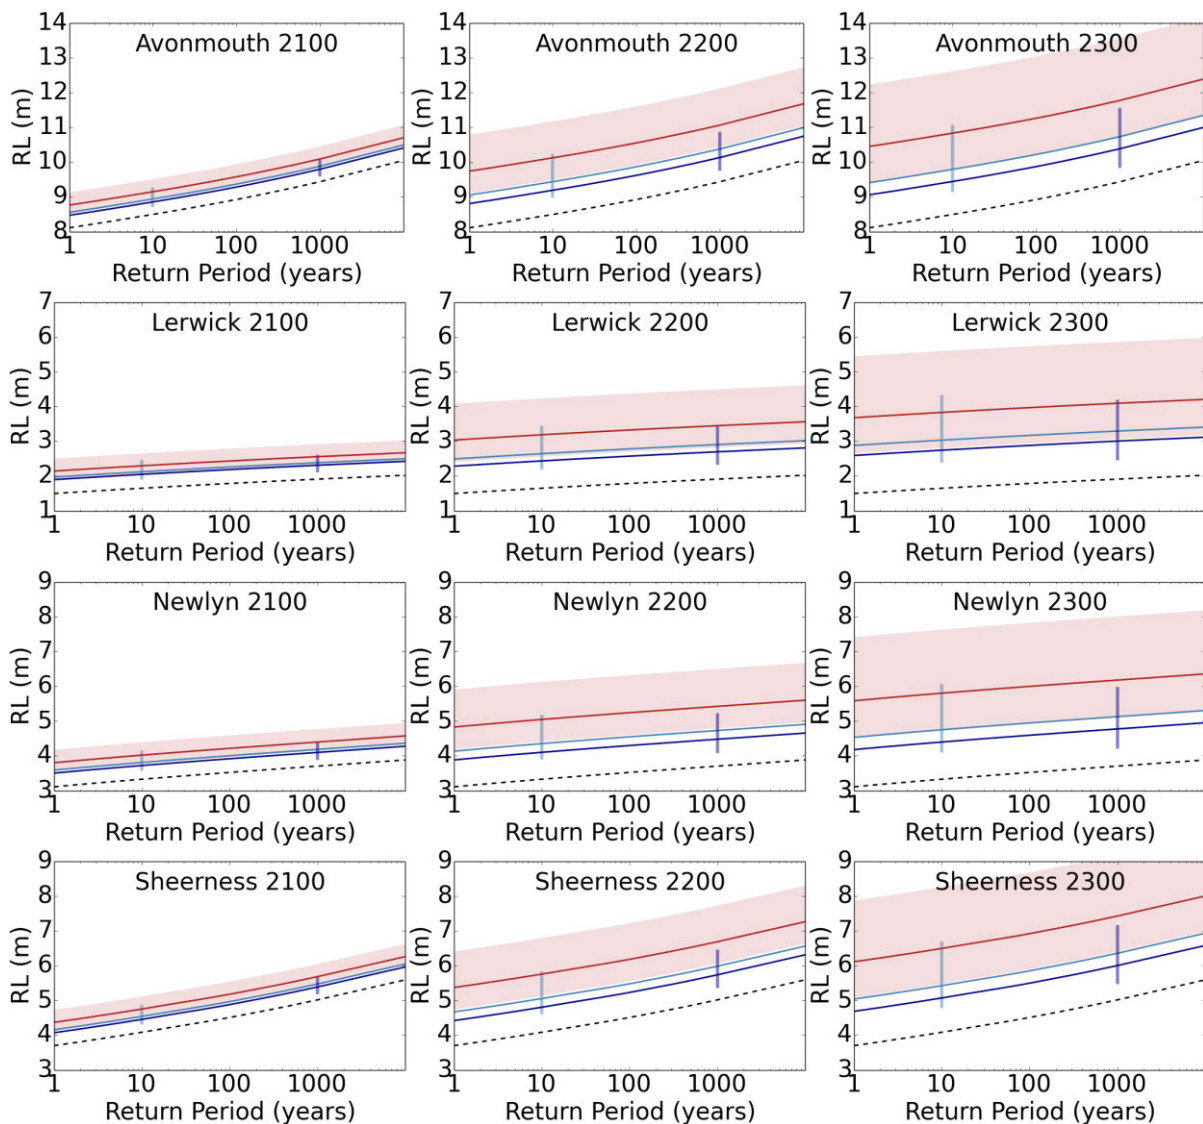 14
13
12
11
10
9
8
RL (m)
Avonmouth 2100
1 10 100 1000
Return Period (years)
14
13
12
11
10
9
8
RL (m)
Avonmouth 2200
1 10 100 1000
Return Period (years)
14
13
12
11
10
9
8
RL (m)
Avonmouth 2300
1 10 100 1000
Return Period (years)
7
6
5
4
3
2
1
RL (m)
Lerwick 2100
1 10 100 1000
Return Period (years)
7
6
5
4
3
2
1
RL (m)
Lerwick 2200
1 10 100 1000
Return Period (years)
7
6
5
4
3
2
1
RL (m)
Lerwick 2300
1 10 100 1000
Return Period (years)
9
8
7
6
5
4
3
RL (m)
Newlyn 2100
1 10 100 1000
Return Period (years)
9
8
7
6
5
4
3
RL (m)
Newlyn 2200
1 10 100 1000
Return Period (years)
9
8
7
6
5
4
3
RL (m)
Newlyn 2300
1 10 100 1000
Return Period (years)
9
8
7
6
5
4
3
RL (m)
Sheerness 2100
1 10 100 1000
Return Period (years)
9
8
7
6
5
4
3
RL (m)
Sheerness 2200
1 10 100 1000
Return Period (years)
9
8
7
6
5
4
3
RL (m)
Sheerness 2300
1 10 100 1000
Return Period (years)